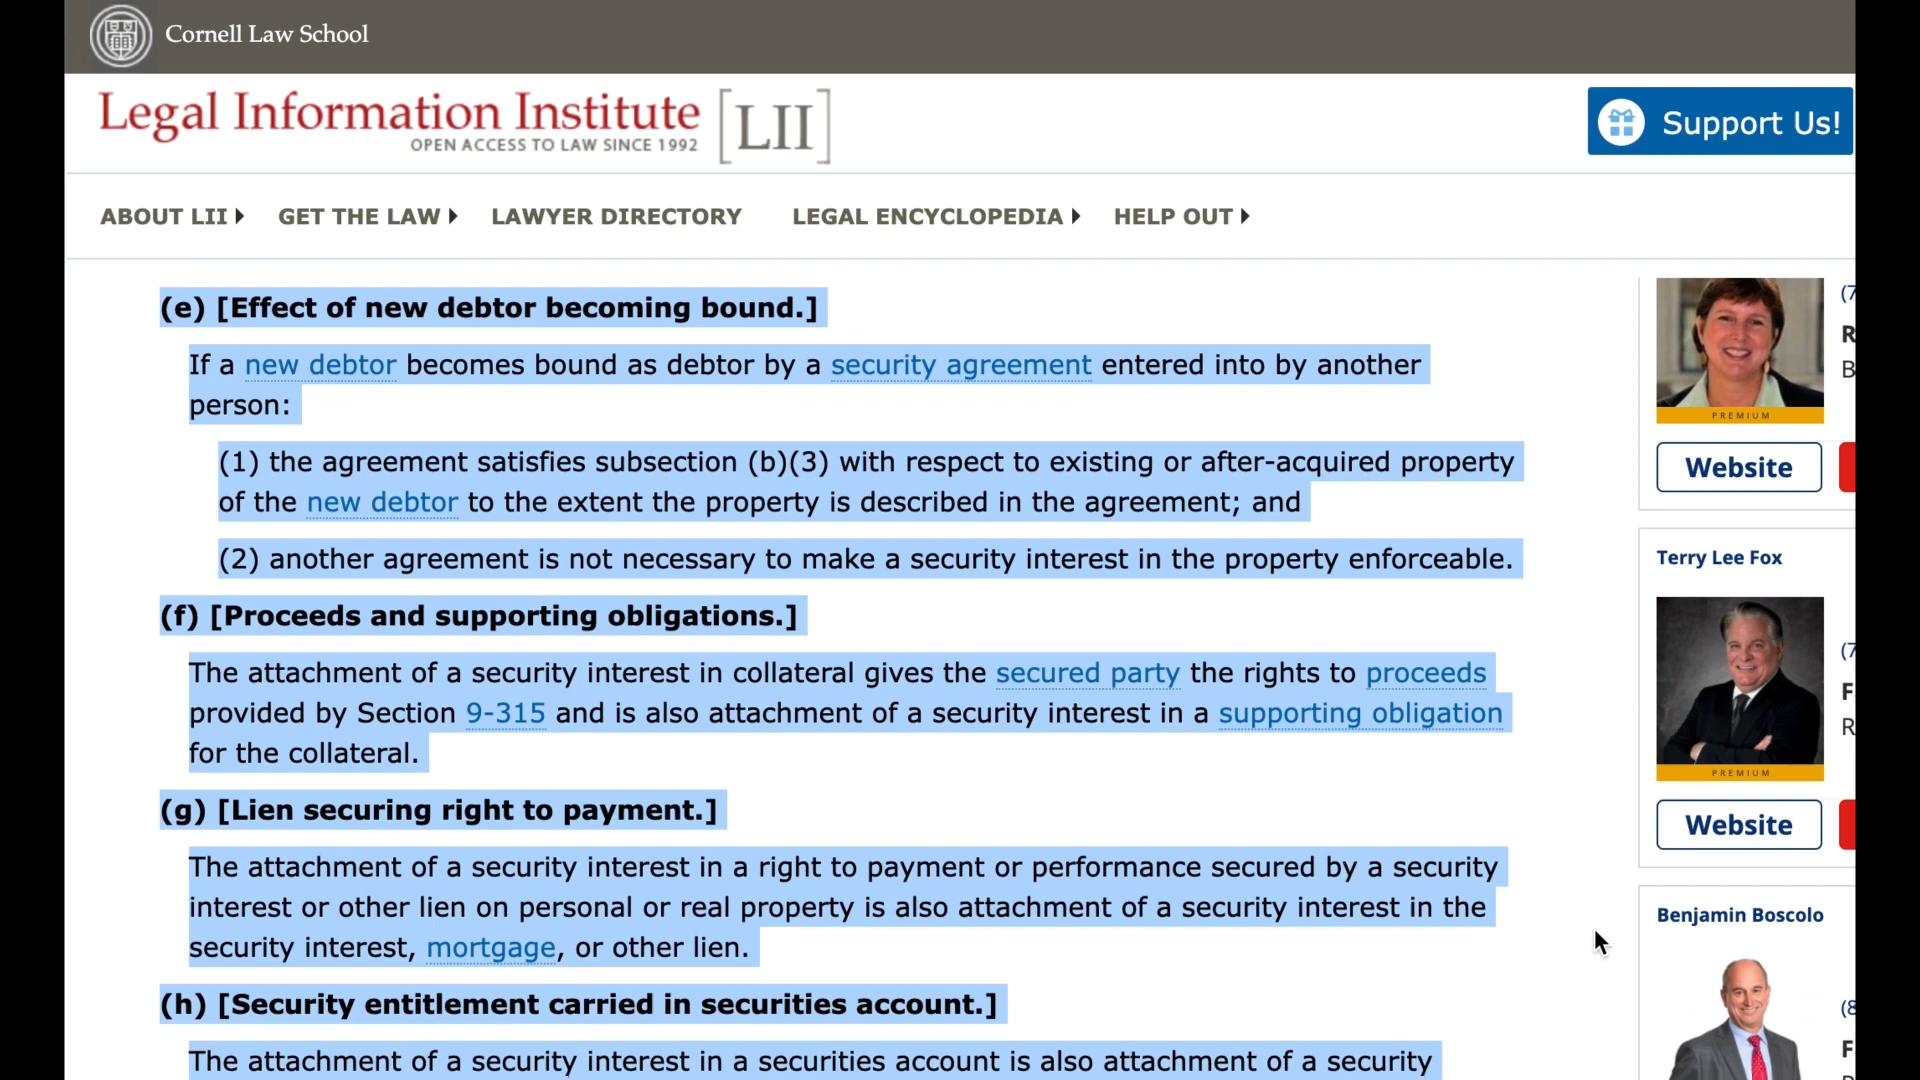 Cornell Law School
Legal Information Institute [LII]
OPEN ACCESS TO LAW SINCE 1992
Support Us!
ABOUT LII GET THE LAW LAWYER DIRECTORY LEGAL ENCYCLOPEDIA HELP OUT
(e) [Effect of new debtor becoming bound.]
If a new debtor becomes bound as debtor by a security agreement entered into by another
person:
(1) the agreement satisfies subsection (b)(3) with respect to existing or after-acquired property
of the new debtor to the extent the property is described in the agreement; and
(2) another agreement is not necessary to make a security interest in the property enforceable.
(f) [Proceeds and supporting obligations.]
The attachment of a security interest in collateral gives the secured party the rights to proceeds
provided by Section 9-315 and is also attachment of a security interest in a supporting obligation
for the collateral.
(g) [Lien securing right to payment.]
The attachment of a security interest in a right to payment or performance secured by a security
interest or other lien on personal or real property is also attachment of a security interest in the
security interest, mortgage, or other lien.
(h) [Security entitlement carried in securities account.]
The attachment of a security interest in a securities account is also attachment of a security
PREMIUM
Website
Terry Lee Fox
PREMIUM
Website
Benjamin Boscolo